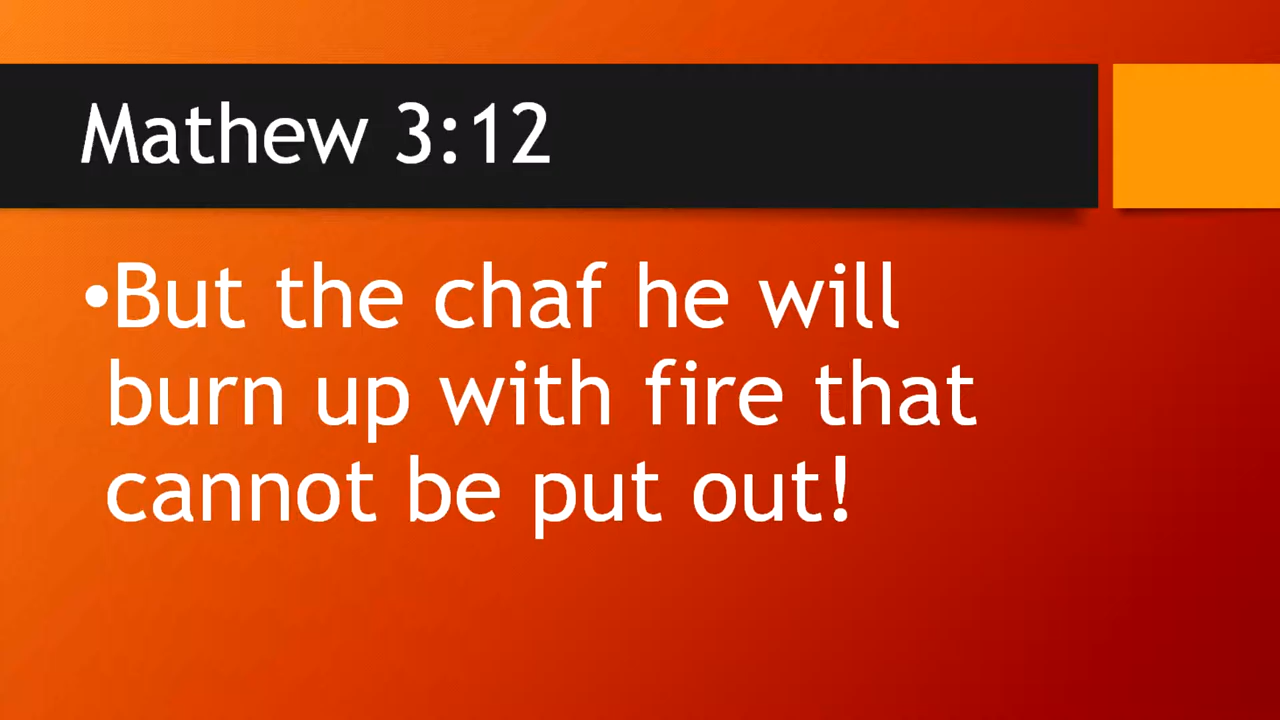 Mathew 3:12
•But the chaf he will
burn up with fire that
cannot be put out!